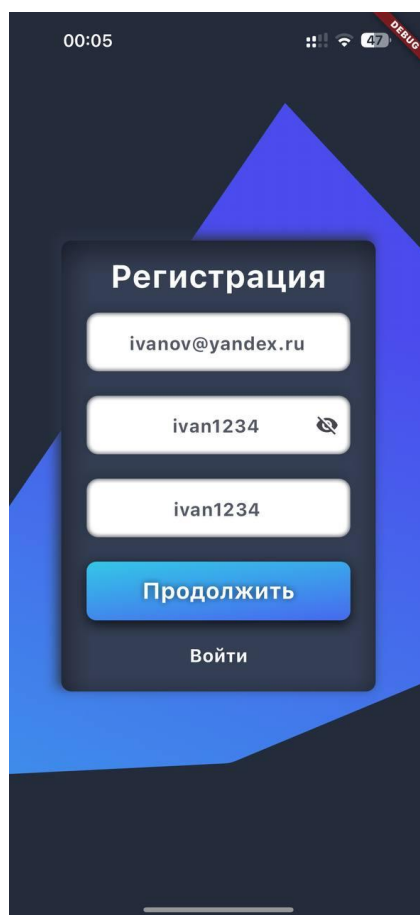 00:05
47
DEBUG
Регистрация
ivanov@yandex.ru
ivan1234
ivan1234
Продолжить
Войти